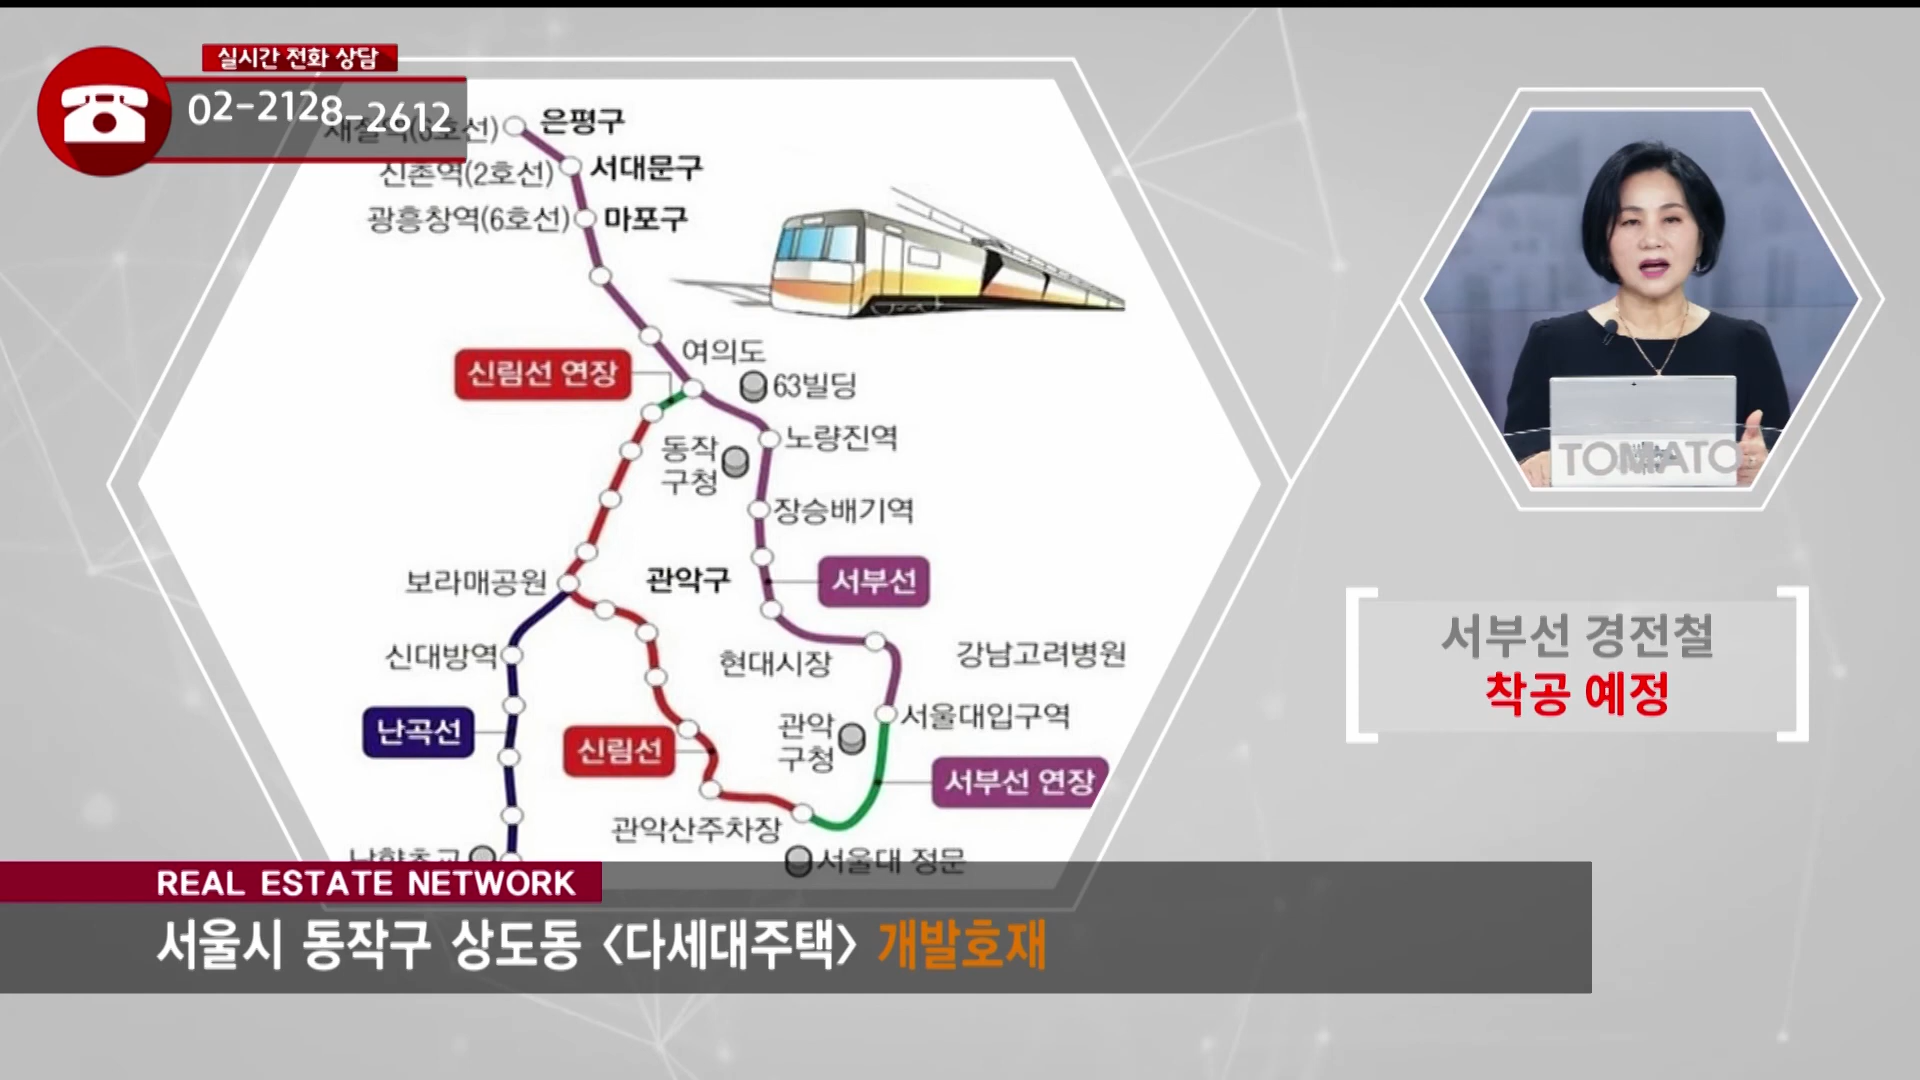 실시간 전화 상담
02-2128-2612
은평구
신촌역(2호선)
서대문구
광흥창역(6호선)
마포구
여의도
신림선 연장
63빌딩
노량진역
동작
구청
장승배기역
보라매공원
관악구
서부선
신대방역
현대시장
강남고려병원
난곡선
신림선
관악
구청
서울대입구역
서부선 연장
관악산주차장
서울대 정문
TOMATO
서부선 경전철
착공 예정
REAL ESTATE NETWORK
서울시 동작구 상도동 <다세대주택> 개발호재